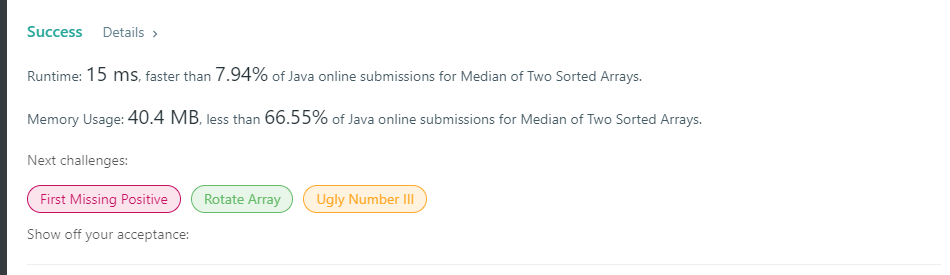 Success Details >
Runtime: 15 ms, faster than 7.94% of Java online submissions for Median of Two Sorted Arrays.
Memory Usage: 40.4 MB, less than 66.55% of Java online submissions for Median of Two Sorted Arrays.
Next challenges:
First Missing Positive Rotate Array Ugly Number III
Show off your acceptance: